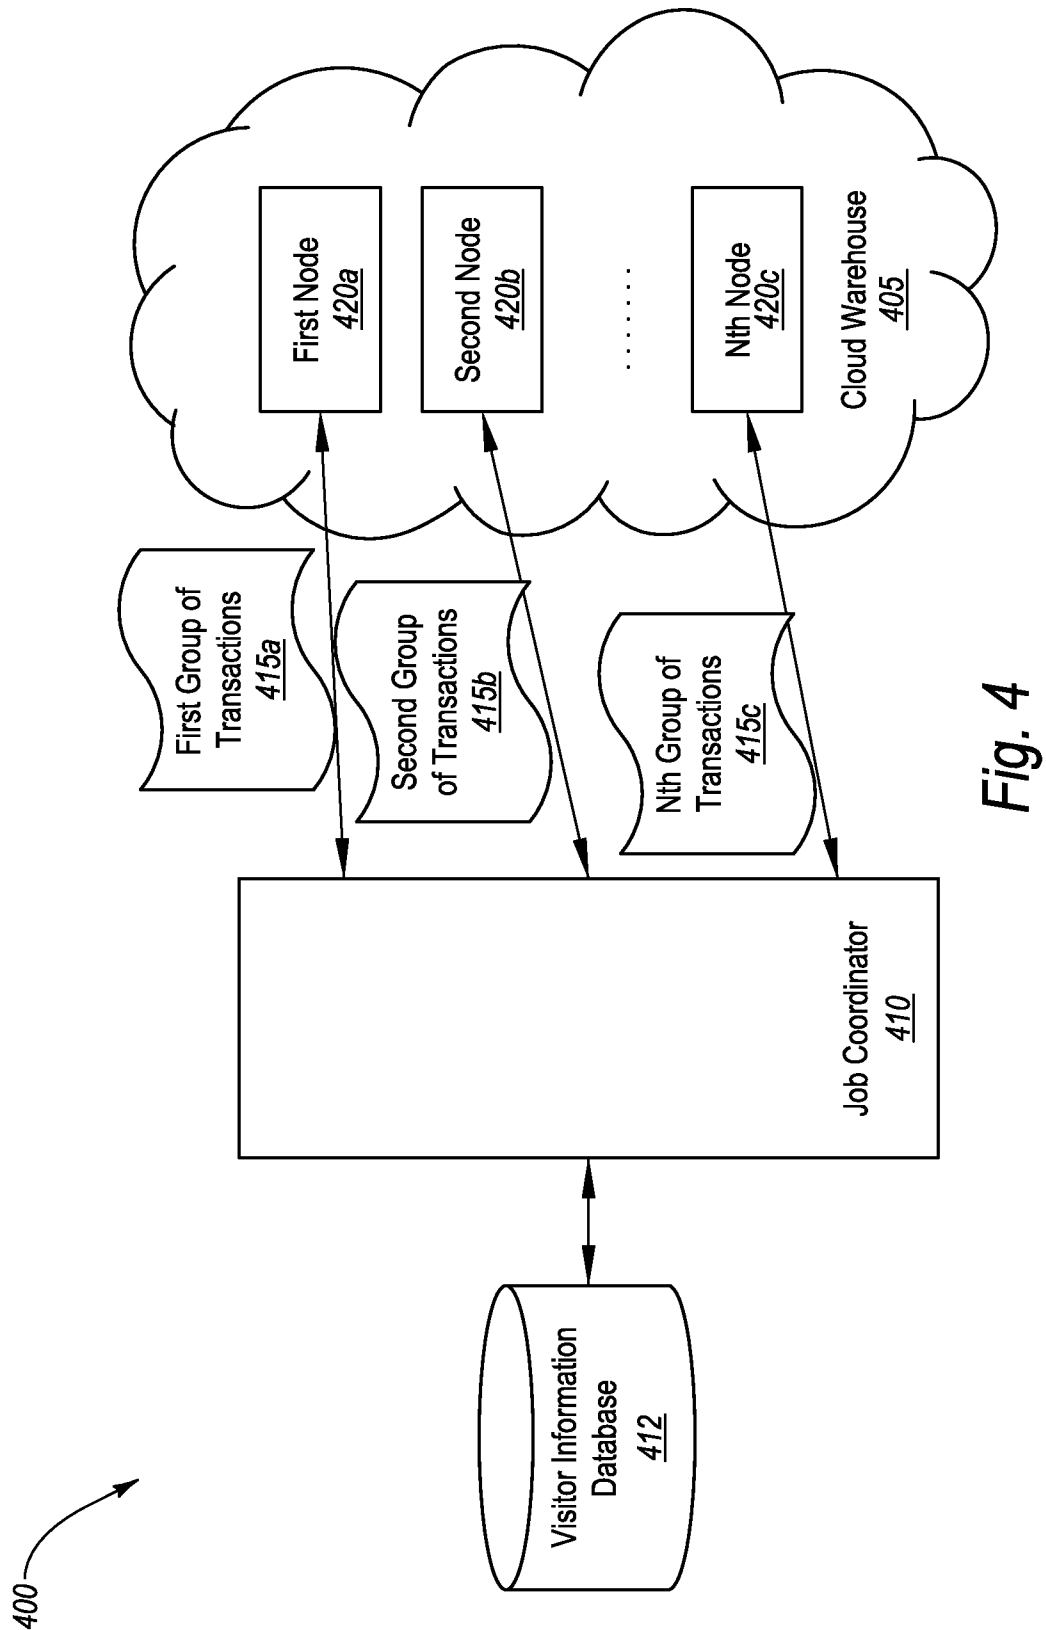 400
Visitor Information
Database
412
Job Coordinator
410
First Group of
Transactions
415a
Second Group
of Transactions
415b
Nth Group of
Transactions
415c
First Node
420a
Second Node
420b
.......
Nth Node
420c
Cloud Warehouse
405
Fig. 4